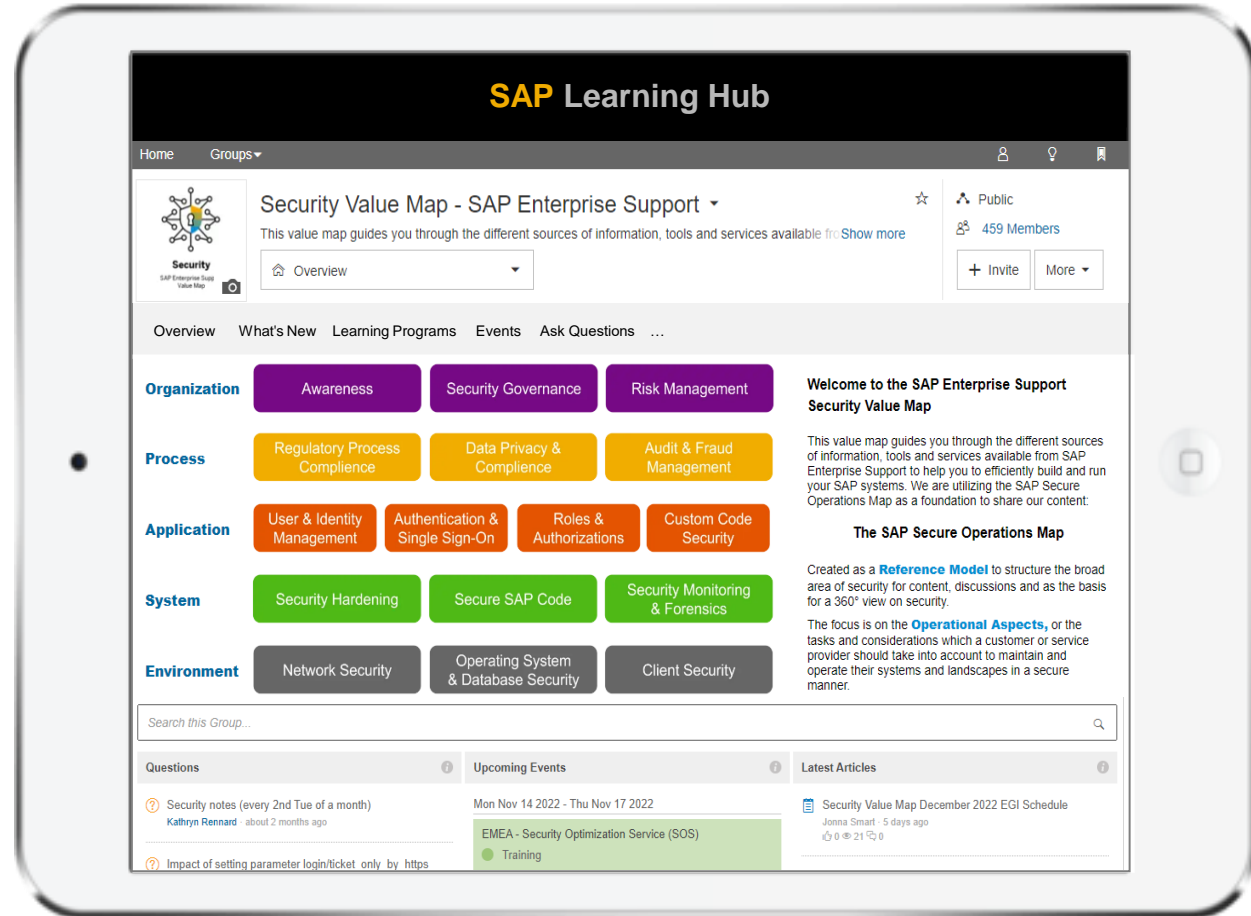 SAP Learning Hub
Home Groups
Security Value Map - SAP Enterprise Support
This value map guides you through the different sources of information, tools and services available fro Show more
Overview
Security
SAP Enterprise Supp
Value Map
Public
459 Members
+ Invite More
Overview What's New Learning Programs Events Ask Questions ...
Organization
Awareness
Security Governance
Risk Management
Process
Regulatory Process
Complience
Data Privacy &
Complience
Audit & Fraud
Management
Application
User & Identity
Management
Authentication &
Single Sign-On
Roles &
Authorizations
Custom Code
Security
System
Security Hardening
Secure SAP Code
Security Monitoring
& Forensics
Environment
Network Security
Operating System
& Database Security
Client Security
Welcome to the SAP Enterprise Support
Security Value Map
This value map guides you through the different sources
of information, tools and services available from SAP
Enterprise Support to help you to efficiently build and run
your SAP systems. We are utilizing the SAP Secure
Operations Map as a foundation to share our content:
The SAP Secure Operations Map
Created as a Reference Model to structure the broad
area of security for content, discussions and as the basis
for a 360° view on security.
The focus is on the Operational Aspects, or the
tasks and considerations which a customer or service
provider should take into account to maintain and
operate their systems and landscapes in a secure
manner.
Search this Group...
Questions
Security notes (every 2nd Tue of a month)
Kathryn Rennard · about 2 months ago
Impact of setting parameter login/ticket_only_by_https
Upcoming Events
Mon Nov 14 2022 - Thu Nov 17 2022
EMEA - Security Optimization Service (SOS)
Training
Latest Articles
Security Value Map December 2022 EGI Schedule
Jonna Smart · 5 days ago
0 21 0